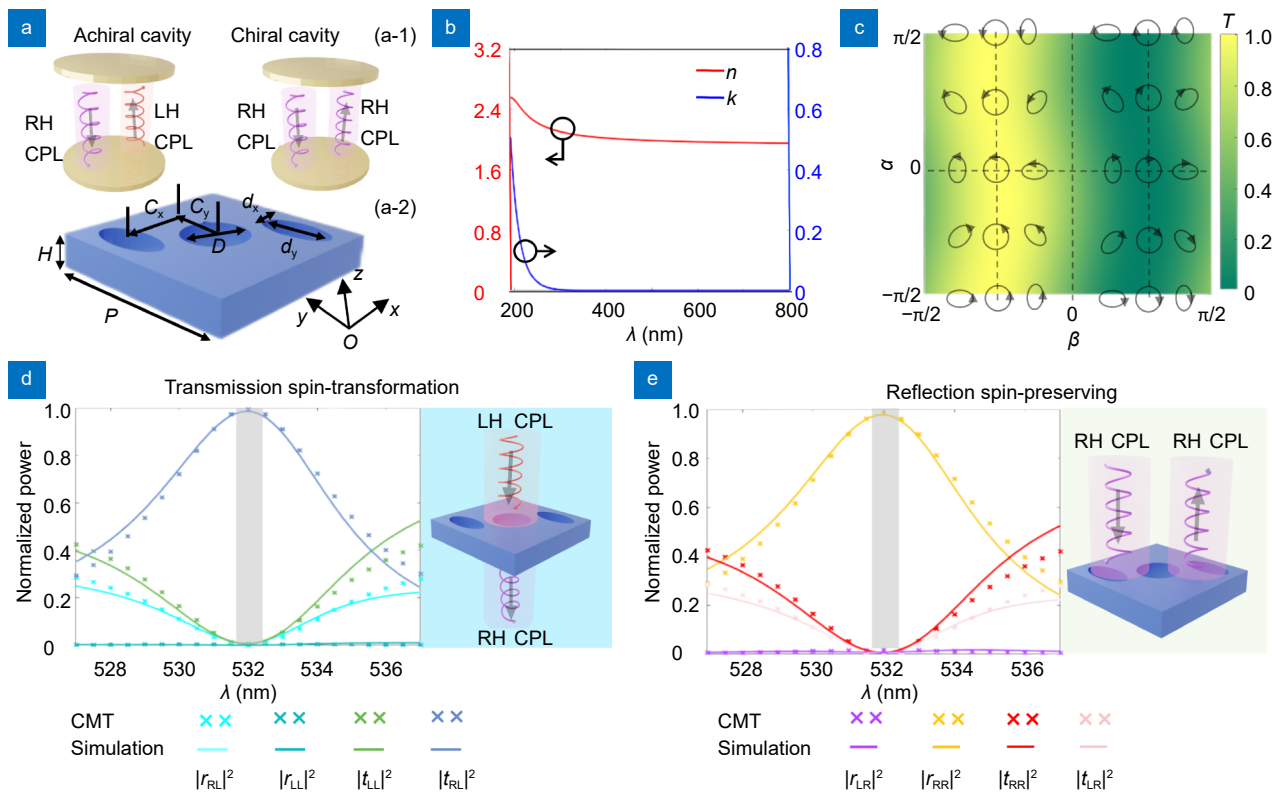 a
Achiral cavity
Chiral cavity
(a-1)
RH
CPL
LH
CPL
RH
CPL
RH
CPL
(a-2)
C_x
C_y
d_x
d_y
D
H
P
z
y
x
O
b
3.2
2.4
1.6
0.8
0
0.8
0.6
0.4
0.2
0
n
k
200
400
600
800
λ (nm)
c
T
π/2
α
0
−π/2
−π/2
0
π/2
β
1.0
0.8
0.6
0.4
0.2
0
d
Transmission spin-transformation
Normalized power
1.0
0.8
0.6
0.4
0.2
0
528
530
532
534
536
λ (nm)
LH CPL
RH CPL
CMT
Simulation
|r_RL|²
|r_LL|²
|t_LL|²
|t_RL|²
e
Reflection spin-preserving
Normalized power
1.0
0.8
0.6
0.4
0.2
0
528
530
532
534
536
λ (nm)
RH CPL
RH CPL
CMT
Simulation
|r_LR|²
|r_RR|²
|t_RR|²
|t_LR|²